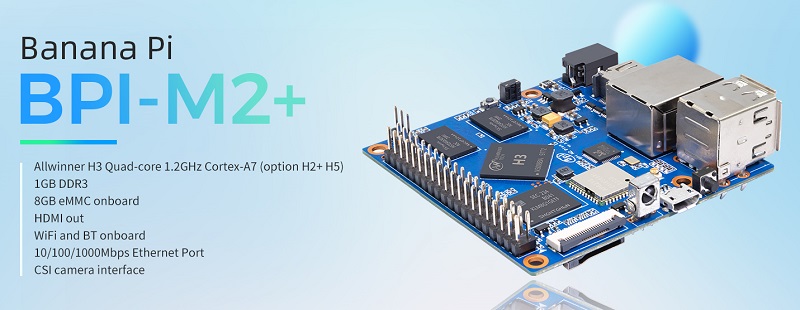 Banana Pi
BPI-M2+
Allwinner H3 Quad-core 1.2GHz Cortex-A7 (option H2+ H5)
1GB DDR3
8GB eMMC onboard
HDMI out
WiFi and BT onboard
10/100/1000Mbps Ethernet Port
CSI camera interface
H3